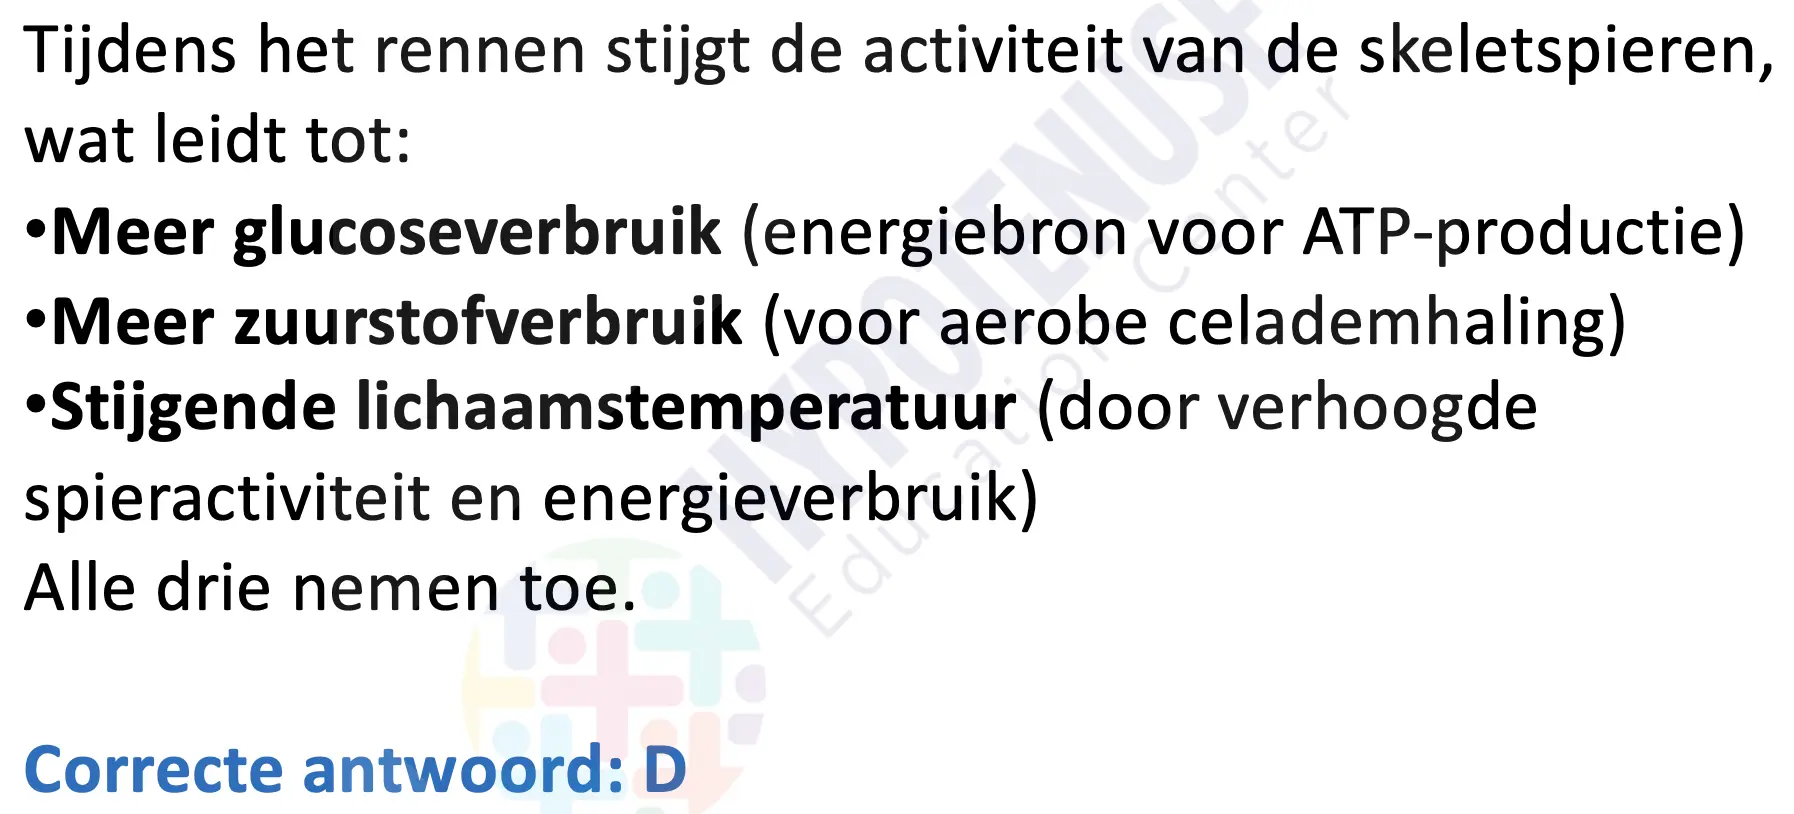 Tijdens het rennen stijgt de activiteit van de skeletspieren,
wat leidt tot:
•Meer glucoseverbruik (energiebron voor ATP-productie)
•Meer zuurstofverbruik (voor aerobe celademhaling)
•Stijgende lichaamstemperatuur (door verhoogde
spieractiviteit en energieverbruik)
Alle drie nemen toe.
Correcte antwoord: D
HYPOTENUSE
Education Center